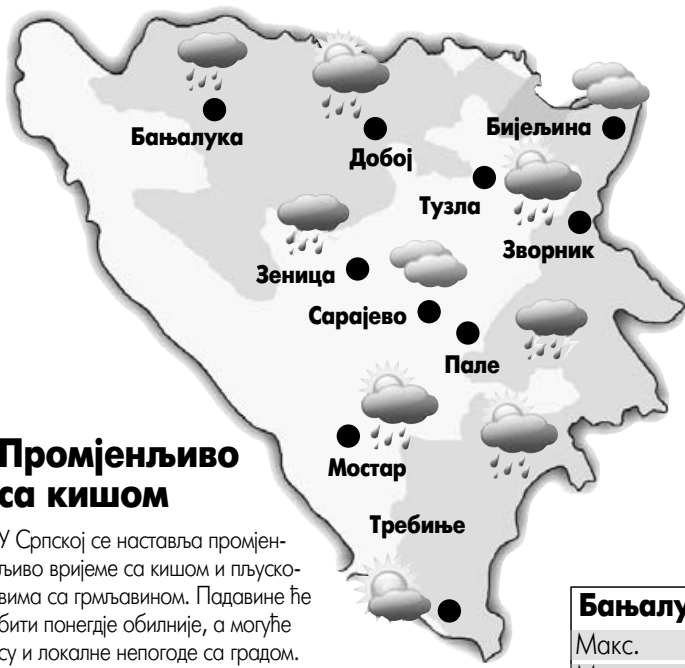 Бањалука
Добој
Бијељина
Тузла
Зворник
Зеница
Сарајево
Пале
Мостар
Требиње
Промјенљиво
са кишом
У Српској се наставља промјен-
љиво вријеме са кишом и пљуско-
вима са грмљавином. Падавине ће
бити понегдје обилније, а могуће
су и локалне непогоде са градом.
Бањалу
Макс.